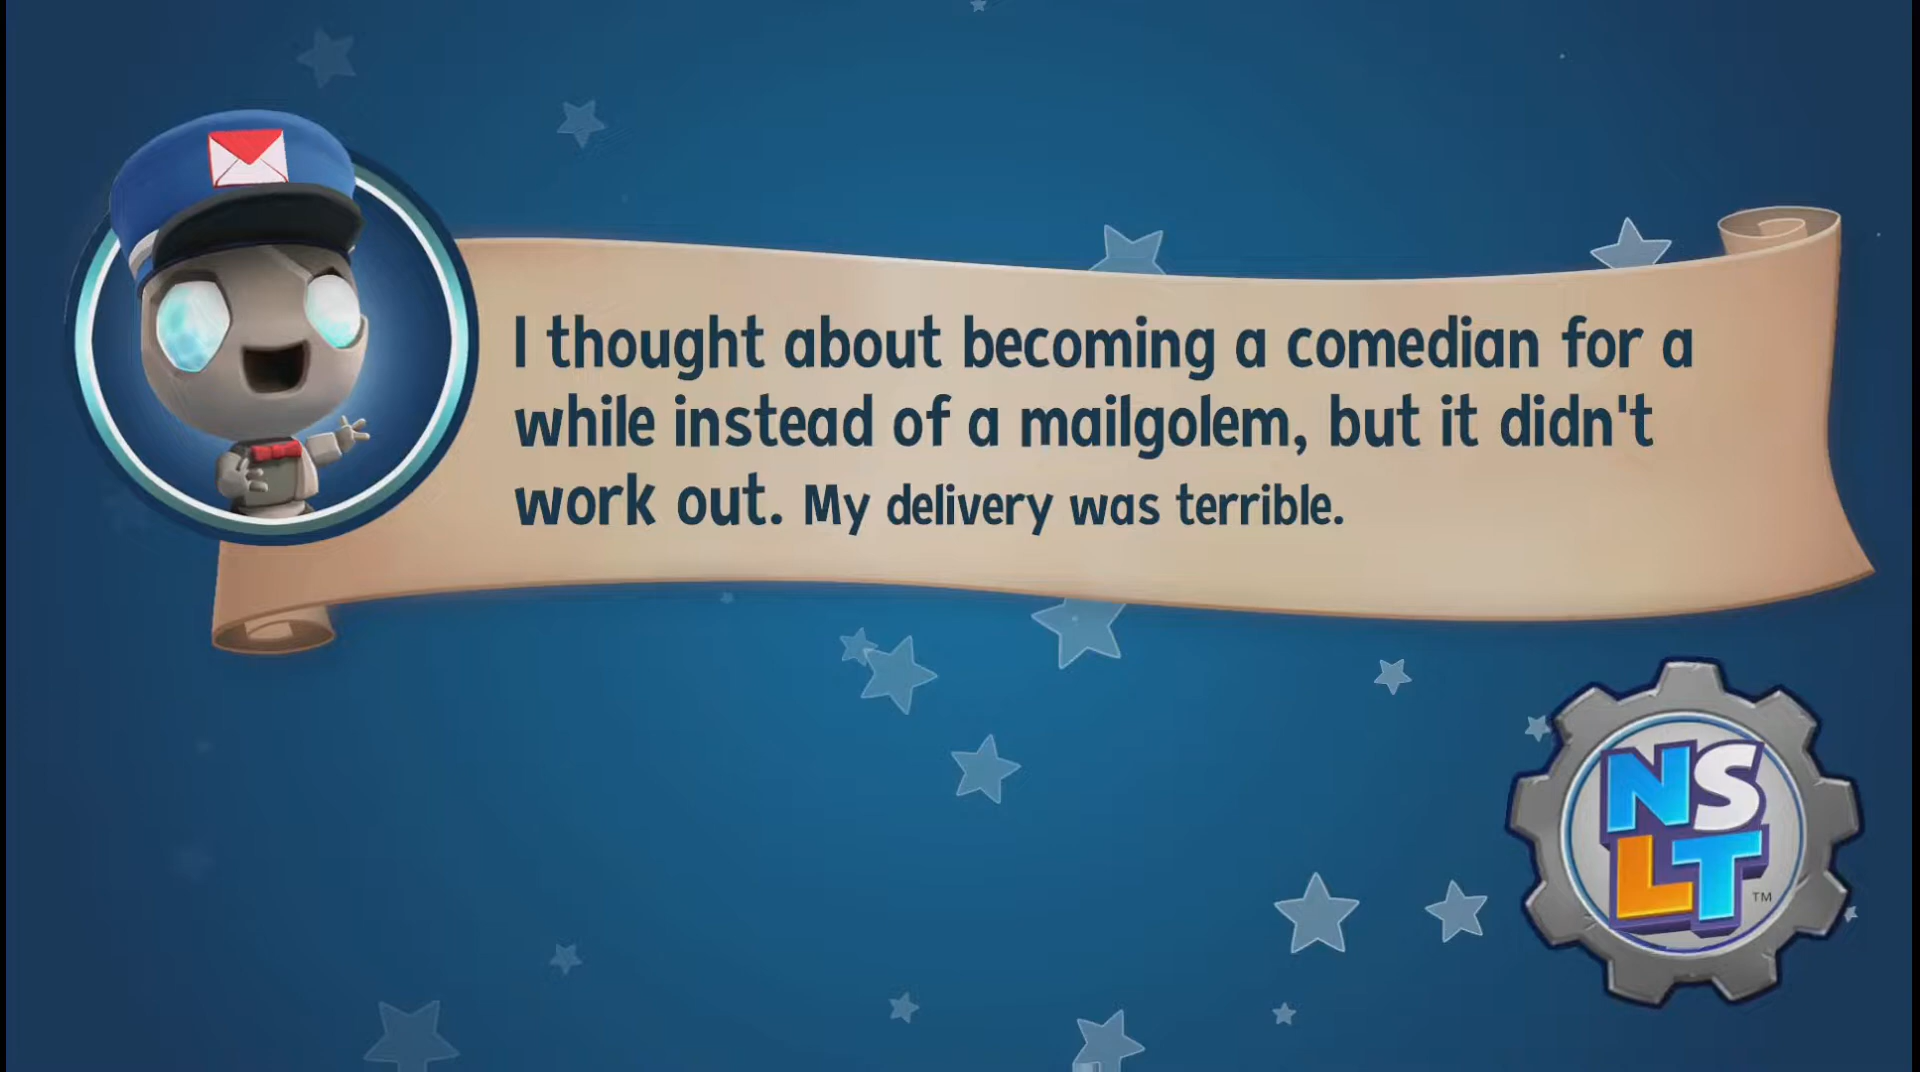 I thought about becoming a comedian for a
while instead of a mailgolem, but it didn't
work out. My delivery was terrible.
NS
LT
TM